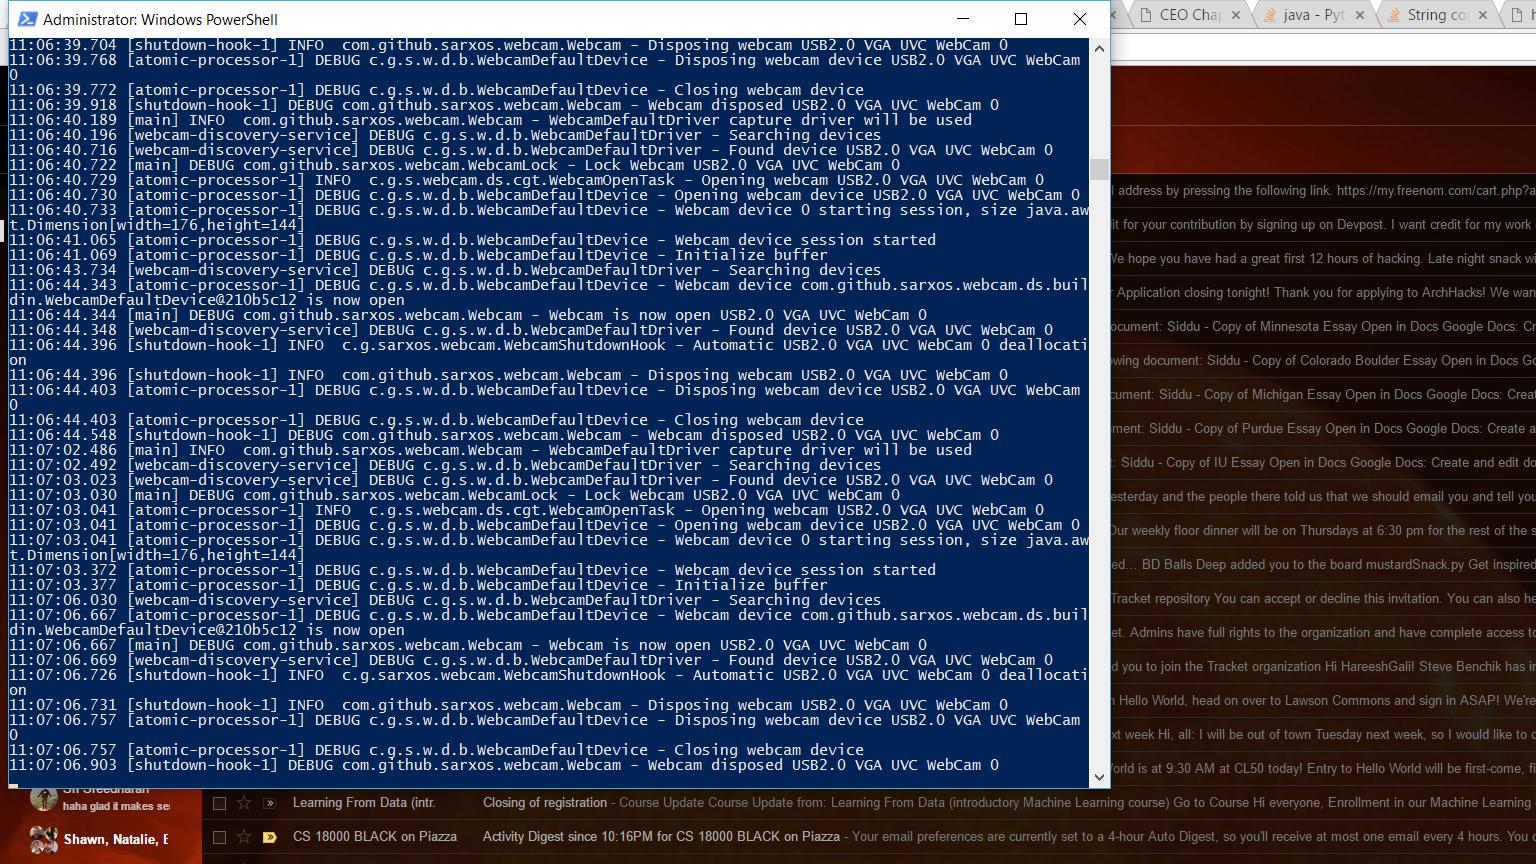 Administrator: Windows PowerShell
CEO Cha
java - Pyt
String co
11:06:39.704 [shutdown-hook-1] INFO  com.github.sarxos.webcam.Webcam - Disposing webcam USB2.0 VGA UVC WebCam 0
11:06:39.768 [atomic-processor-1] DEBUG c.g.s.w.d.b.WebcamDefaultDevice - Disposing webcam device USB2.0 VGA UVC WebCam
0
11:06:39.772 [atomic-processor-1] DEBUG c.g.s.w.d.b.WebcamDefaultDevice - Closing webcam device
11:06:39.918 [shutdown-hook-1] DEBUG com.github.sarxos.webcam.Webcam - Webcam disposed USB2.0 VGA UVC WebCam 0
11:06:40.189 [main] INFO  com.github.sarxos.webcam.Webcam - WebcamDefaultDriver capture driver will be used
11:06:40.196 [webcam-discovery-service] DEBUG c.g.s.w.d.b.WebcamDefaultDriver - Searching devices
11:06:40.716 [webcam-discovery-service] DEBUG c.g.s.w.d.b.WebcamDefaultDriver - Found device USB2.0 VGA UVC WebCam 0
11:06:40.722 [main] DEBUG com.github.sarxos.webcam.WebcamLock - Lock Webcam USB2.0 VGA UVC WebCam 0
11:06:40.729 [atomic-processor-1] INFO  c.g.s.webcam.ds.cgt.WebcamOpenTask - Opening webcam USB2.0 VGA UVC WebCam 0
11:06:40.730 [atomic-processor-1] DEBUG c.g.s.w.d.b.WebcamDefaultDevice - Opening webcam device USB2.0 VGA UVC WebCam 0
11:06:40.733 [atomic-processor-1] DEBUG c.g.s.w.d.b.WebcamDefaultDevice - Webcam device 0 starting session, size java.aw
t.Dimension[width=176,height=144]
11:06:41.065 [atomic-processor-1] DEBUG c.g.s.w.d.b.WebcamDefaultDevice - Webcam device session started
11:06:41.069 [atomic-processor-1] DEBUG c.g.s.w.d.b.WebcamDefaultDevice - Initialize buffer
11:06:43.734 [webcam-discovery-service] DEBUG c.g.s.w.d.b.WebcamDefaultDriver - Searching devices
11:06:44.343 [atomic-processor-1] DEBUG c.g.s.w.d.b.WebcamDefaultDevice - Webcam device com.github.sarxos.webcam.ds.buil
din.WebcamDefaultDevice@210b5c12 is now open
11:06:44.344 [main] DEBUG com.github.sarxos.webcam.Webcam - Webcam is now open USB2.0 VGA UVC WebCam 0
11:06:44.348 [webcam-discovery-service] DEBUG c.g.s.w.d.b.WebcamDefaultDriver - Found device USB2.0 VGA UVC WebCam 0
11:06:44.396 [shutdown-hook-1] INFO  c.g.sarxos.webcam.WebcamShutdownHook - Automatic USB2.0 VGA UVC WebCam 0 deallocati
on
11:06:44.396 [shutdown-hook-1] INFO  com.github.sarxos.webcam.Webcam - Disposing webcam USB2.0 VGA UVC WebCam 0
11:06:44.403 [atomic-processor-1] DEBUG c.g.s.w.d.b.WebcamDefaultDevice - Disposing webcam device USB2.0 VGA UVC WebCam
0
11:06:44.403 [atomic-processor-1] DEBUG c.g.s.w.d.b.WebcamDefaultDevice - Closing webcam device
11:06:44.548 [shutdown-hook-1] DEBUG com.github.sarxos.webcam.Webcam - Webcam disposed USB2.0 VGA UVC WebCam 0
11:07:02.486 [main] INFO  com.github.sarxos.webcam.Webcam - WebcamDefaultDriver capture driver will be used
11:07:02.492 [webcam-discovery-service] DEBUG c.g.s.w.d.b.WebcamDefaultDriver - Searching devices
11:07:03.023 [webcam-discovery-service] DEBUG c.g.s.w.d.b.WebcamDefaultDriver - Found device USB2.0 VGA UVC WebCam 0
11:07:03.030 [main] DEBUG com.github.sarxos.webcam.WebcamLock - Lock Webcam USB2.0 VGA UVC WebCam 0
11:07:03.041 [atomic-processor-1] INFO  c.g.s.webcam.ds.cgt.WebcamOpenTask - Opening webcam USB2.0 VGA UVC WebCam 0
11:07:03.041 [atomic-processor-1] DEBUG c.g.s.w.d.b.WebcamDefaultDevice - Opening webcam device USB2.0 VGA UVC WebCam 0
11:07:03.041 [atomic-processor-1] DEBUG c.g.s.w.d.b.WebcamDefaultDevice - Webcam device 0 starting session, size java.aw
t.Dimension[width=176,height=144]
11:07:03.372 [atomic-processor-1] DEBUG c.g.s.w.d.b.WebcamDefaultDevice - Webcam device session started
11:07:03.377 [atomic-processor-1] DEBUG c.g.s.w.d.b.WebcamDefaultDevice - Initialize buffer
11:07:06.030 [webcam-discovery-service] DEBUG c.g.s.w.d.b.WebcamDefaultDriver - Searching devices
11:07:06.667 [atomic-processor-1] DEBUG c.g.s.w.d.b.WebcamDefaultDevice - Webcam device com.github.sarxos.webcam.ds.buil
din.WebcamDefaultDevice@210b5c12 is now open
11:07:06.667 [main] DEBUG com.github.sarxos.webcam.Webcam - Webcam is now open USB2.0 VGA UVC WebCam 0
11:07:06.669 [webcam-discovery-service] DEBUG c.g.s.w.d.b.WebcamDefaultDriver - Found device USB2.0 VGA UVC WebCam 0
11:07:06.726 [shutdown-hook-1] INFO  c.g.sarxos.webcam.WebcamShutdownHook - Automatic USB2.0 VGA UVC WebCam 0 deallocati
on
11:07:06.731 [shutdown-hook-1] INFO  com.github.sarxos.webcam.Webcam - Disposing webcam USB2.0 VGA UVC WebCam 0
11:07:06.757 [atomic-processor-1] DEBUG c.g.s.w.d.b.WebcamDefaultDevice - Disposing webcam device USB2.0 VGA UVC WebCam
0
11:07:06.757 [atomic-processor-1] DEBUG c.g.s.w.d.b.WebcamDefaultDevice - Closing webcam device
11:07:06.903 [shutdown-hook-1] DEBUG com.github.sarxos.webcam.Webcam - Webcam disposed USB2.0 VGA UVC WebCam 0
l address by pressing the following link. https://my.freenom.com/cart.php?a
it for your contribution by signing up on Devpost. I want credit for my work
We hope you have had a great first 12 hours of hacking. Late night snack wi
Application closing tonight! Thank you for applying to ArchHacks! We wan
ocument: Siddu - Copy of Minnesota Essay Open in Docs Google Docs: Cr
owing document: Siddu - Copy of Colorado Boulder Essay Open in Docs Go
cument: Siddu - Copy of Michigan Essay Open in Docs Google Docs: Creat
ment: Siddu - Copy of Purdue Essay Open in Docs Google Docs: Create a
t: Siddu - Copy of IU Essay Open in Docs Google Docs: Create and edit do
esterday and the people there told us that we should email you and tell you
Our weekly floor dinner will be on Thursdays at 6:30 pm for the rest of the s
ed... BD Balls Deep added you to the board mustardSnack.py Get inspired
Tracket repository You can accept or decline this invitation. You can also he
et. Admins have full rights to the organization and have complete access to
d you to join the Tracket organization Hi HareeshGali! Steve Benchik has in
n Hello World, head on over to Lawson Commons and sign in ASAP! We're
xt week Hi, all: I will be out of town Tuesday next week, so I would like to c
World is at 9:30 AM at CL50 today! Entry to Hello World will be first-come, fi
Sri Sreedharan
haha glad it makes se
Learning From Data (intr. Closing of registration - Course Update Course Update from: Learning From Data (introductory Machine Learning course) Go to Course Hi everyone, Enrollment in our Machine Learning
Shawn, Natalie, E
CS 18000 BLACK on Piazza Activity Digest since 10:16PM for CS 18000 BLACK on Piazza - Your email preferences are currently set to a 4-hour Auto Digest, so you'll receive at most one email every 4 hours. You c